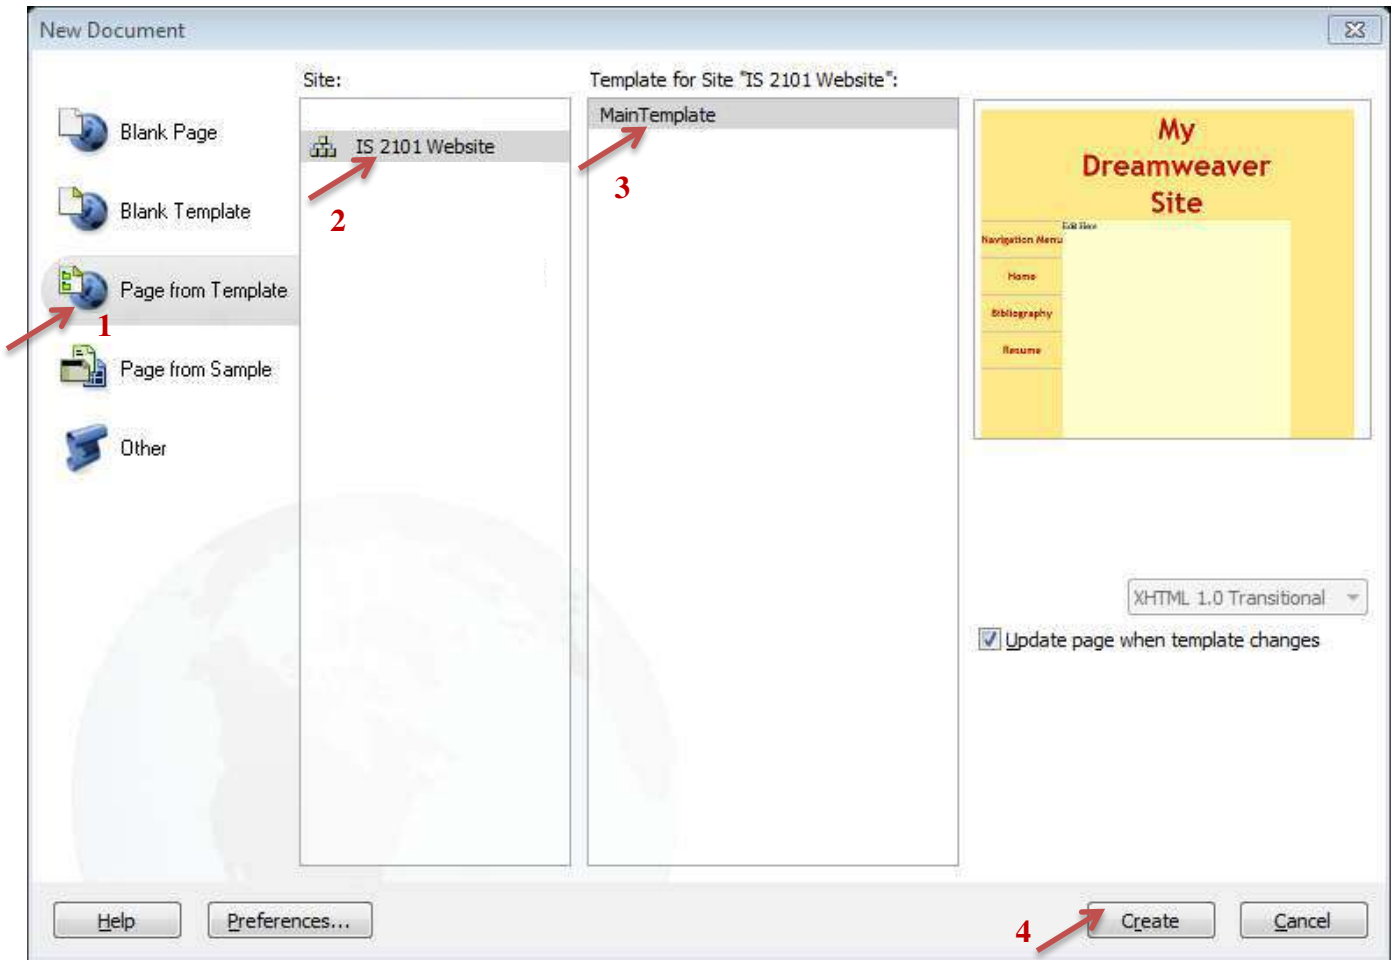 New Document
Site:
Template for Site "IS 2101 Website":
Blank Page
Blank Template
Page from Template
1
Page from Sample
Other
IS 2101 Website
2
MainTemplate
3
My
Dreamweaver
Site
Edit Here
Navigation Menu
Home
Bibliography
Resume
XHTML 1.0 Transitional
Update page when template changes
Help
Preferences...
4
Create
Cancel